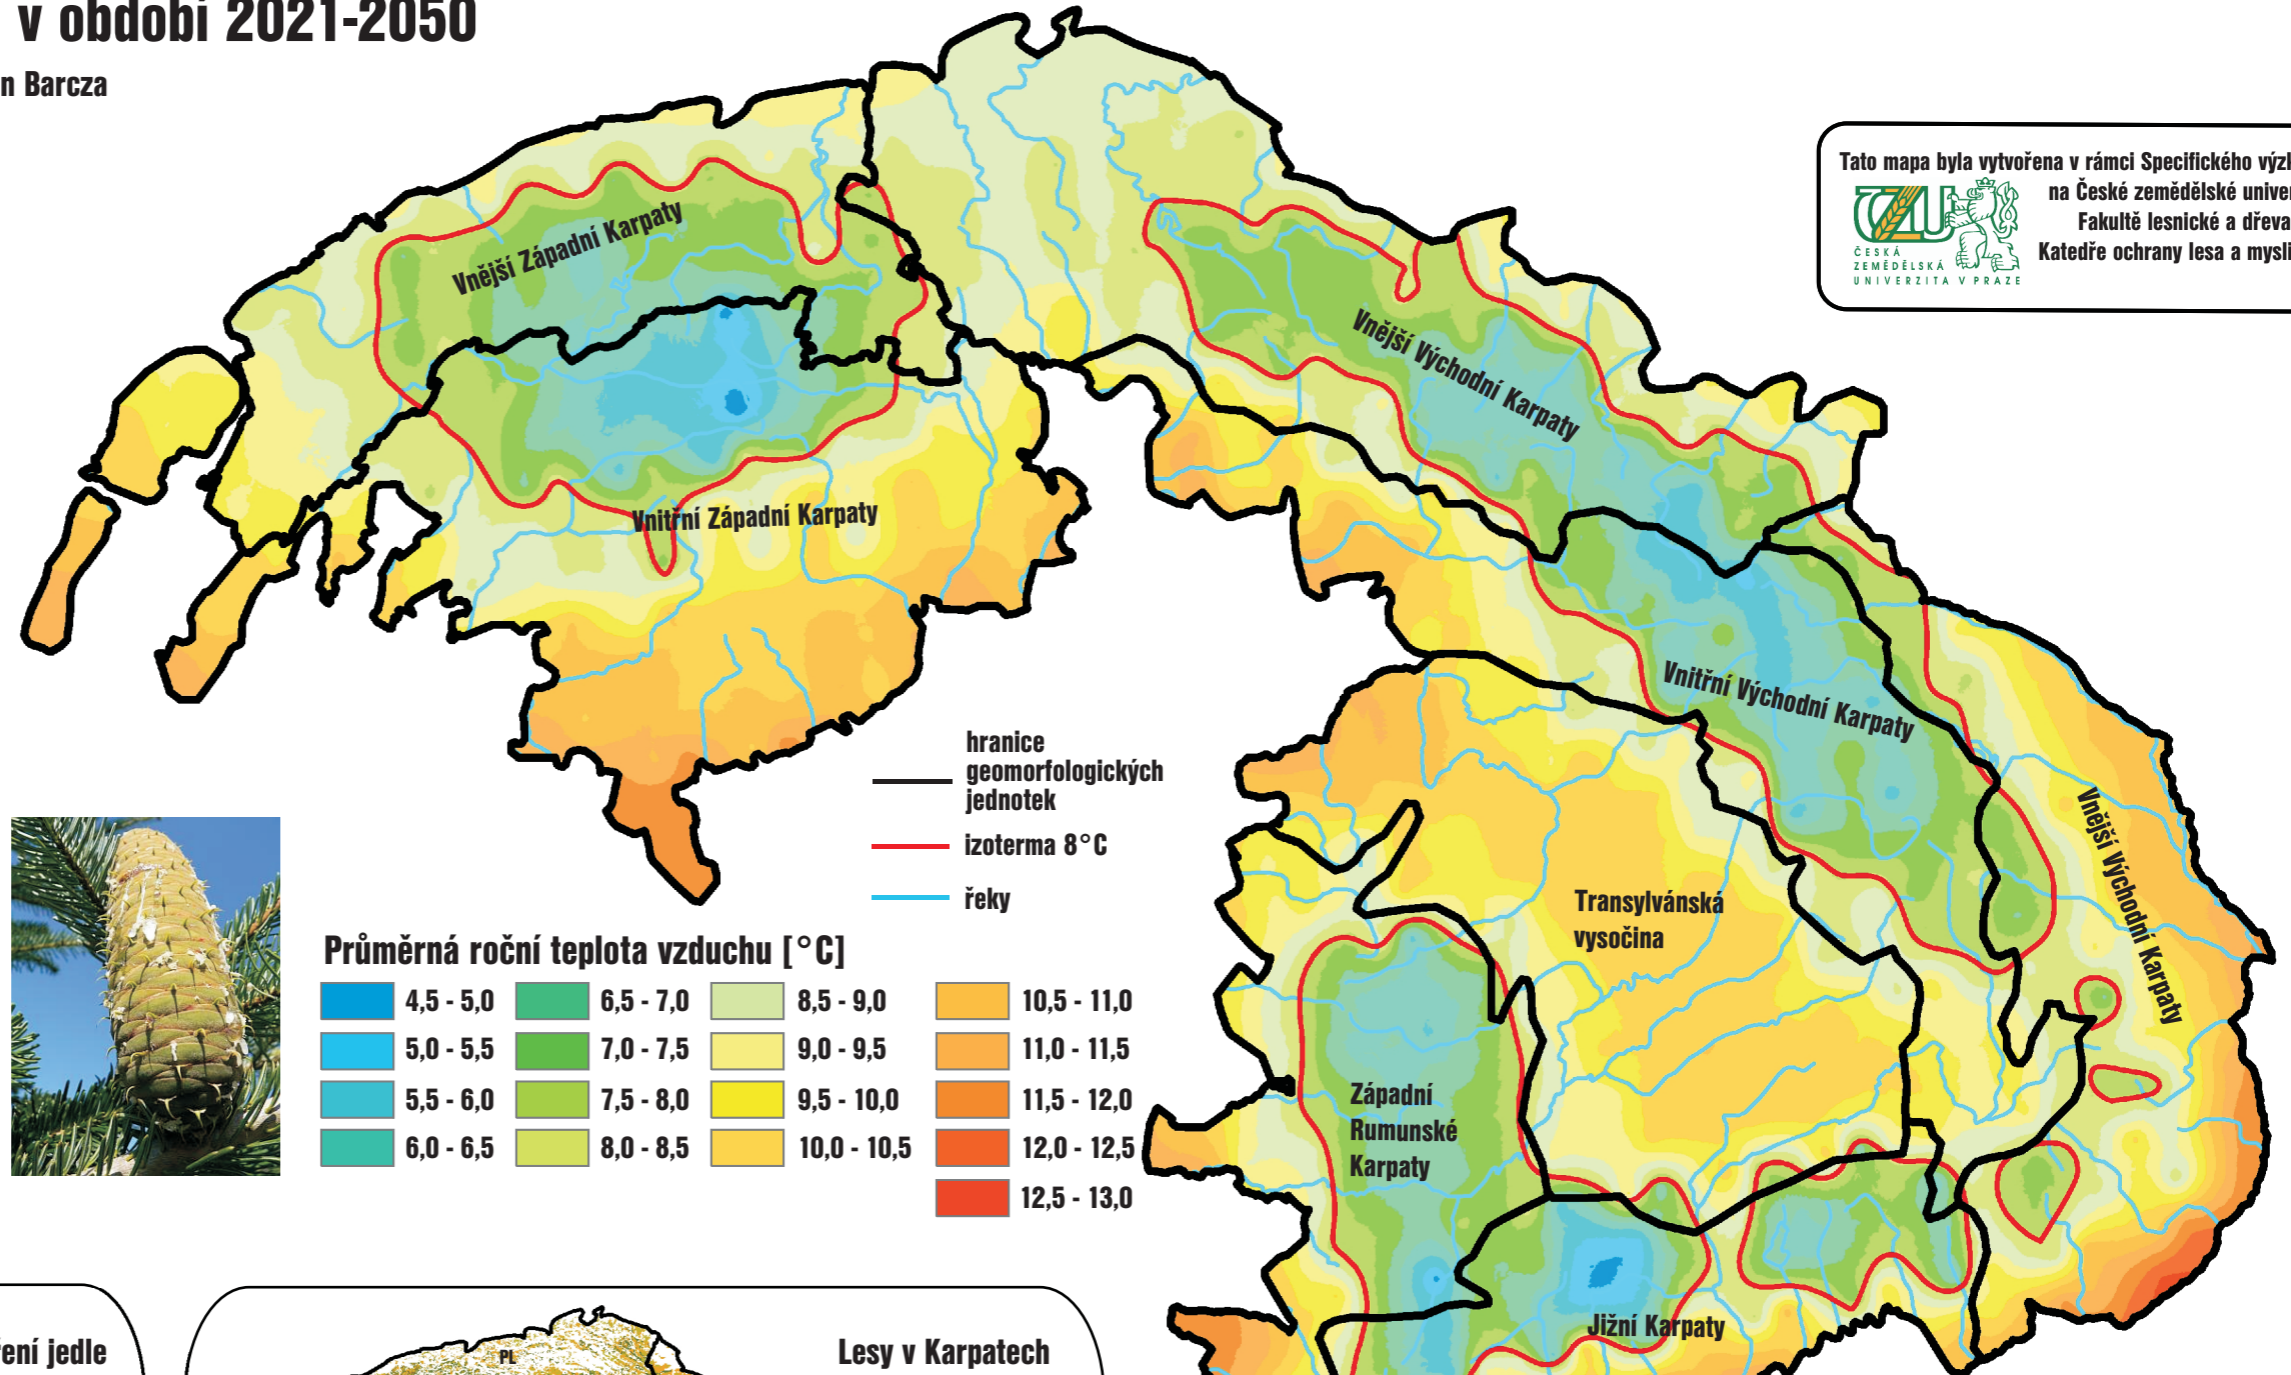 v období 2021-2050
n Barcza
Tato mapa byla vytvořena v rámci Specifického
na České zemědělské
Fakultě lesnické a
Katedře ochrany lesa a
ČZU
ČESKÁ
ZEMĚDĚLSKÁ
UNIVERZITA V PRAZE
Vnější Západní Karpaty
Vnější Východní Karpaty
Vnitřní Západní Karpaty
Vnitřní Východní Karpaty
Vnější Východní Karpaty
Transylvánská
vysočina
Západní
Rumunské
Karpaty
Jižní Karpaty
hranice
geomorfologických
jednotek
izoterma 8°C
řeky
Průměrná roční teplota vzduchu [°C]
4,5 - 5,0
5,0 - 5,5
5,5 - 6,0
6,0 - 6,5
6,5 - 7,0
7,0 - 7,5
7,5 - 8,0
8,0 - 8,5
8,5 - 9,0
9,0 - 9,5
9,5 - 10,0
10,0 - 10,5
10,5 - 11,0
11,0 - 11,5
11,5 - 12,0
12,0 - 12,5
12,5 - 13,0
ení jedle
Lesy v Karpatech
PL